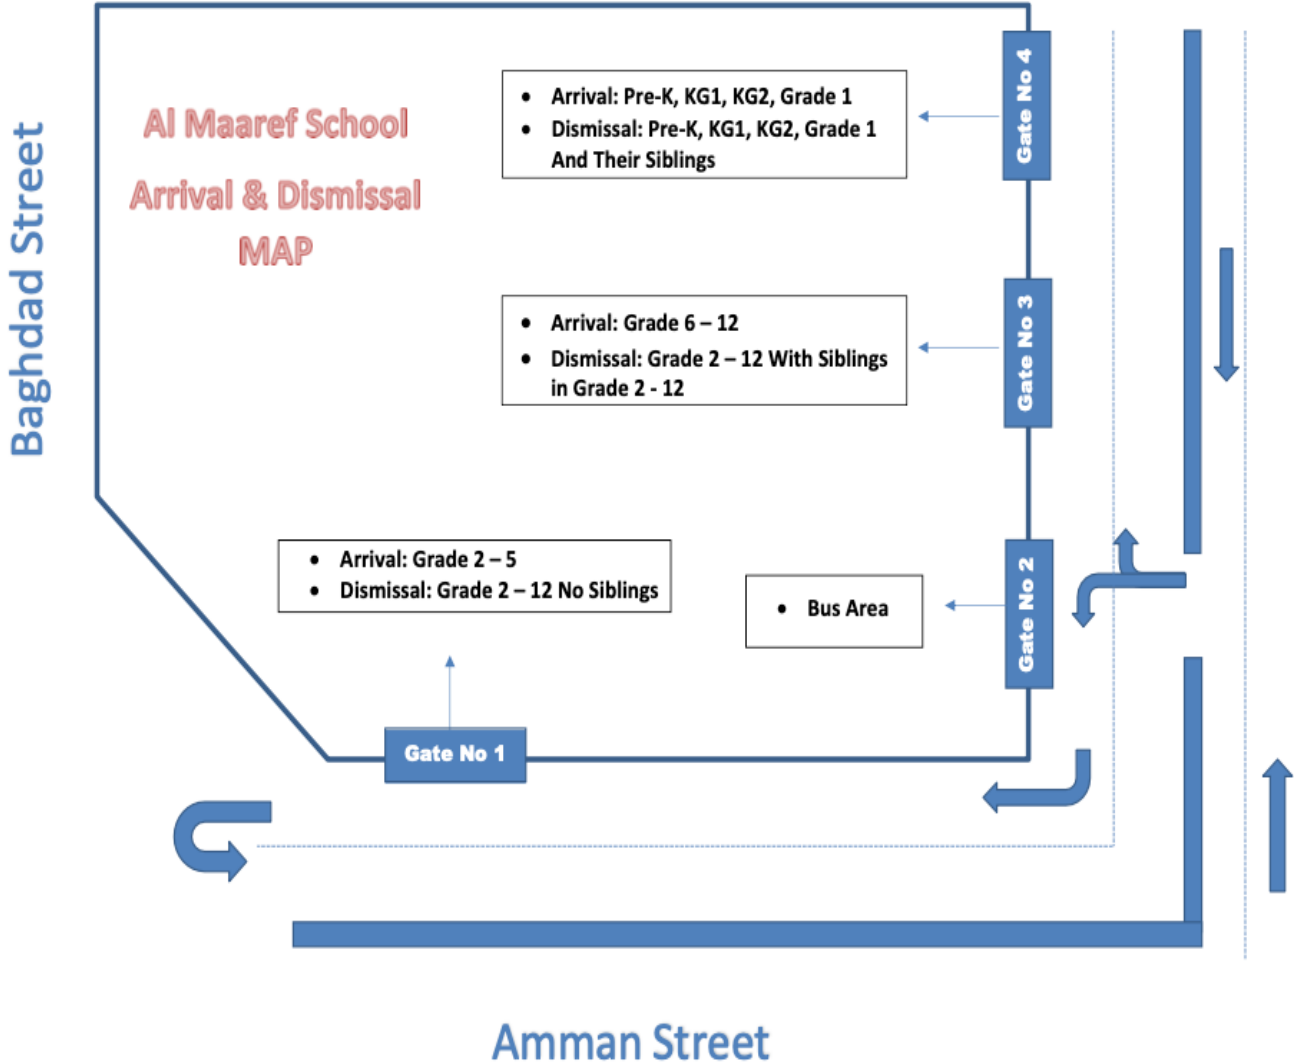 Al Maaref School
Arrival & Dismissal
MAP
Baghdad Street
• Arrival: Pre-K, KG1, KG2, Grade 1
• Dismissal: Pre-K, KG1, KG2, Grade 1
And Their Siblings
Gate No 4
• Arrival: Grade 6 – 12
• Dismissal: Grade 2 – 12 With Siblings
in Grade 2 - 12
Gate No 3
• Arrival: Grade 2 – 5
• Dismissal: Grade 2 – 12 No Siblings
• Bus Area
Gate No 2
Gate No 1
Amman Street